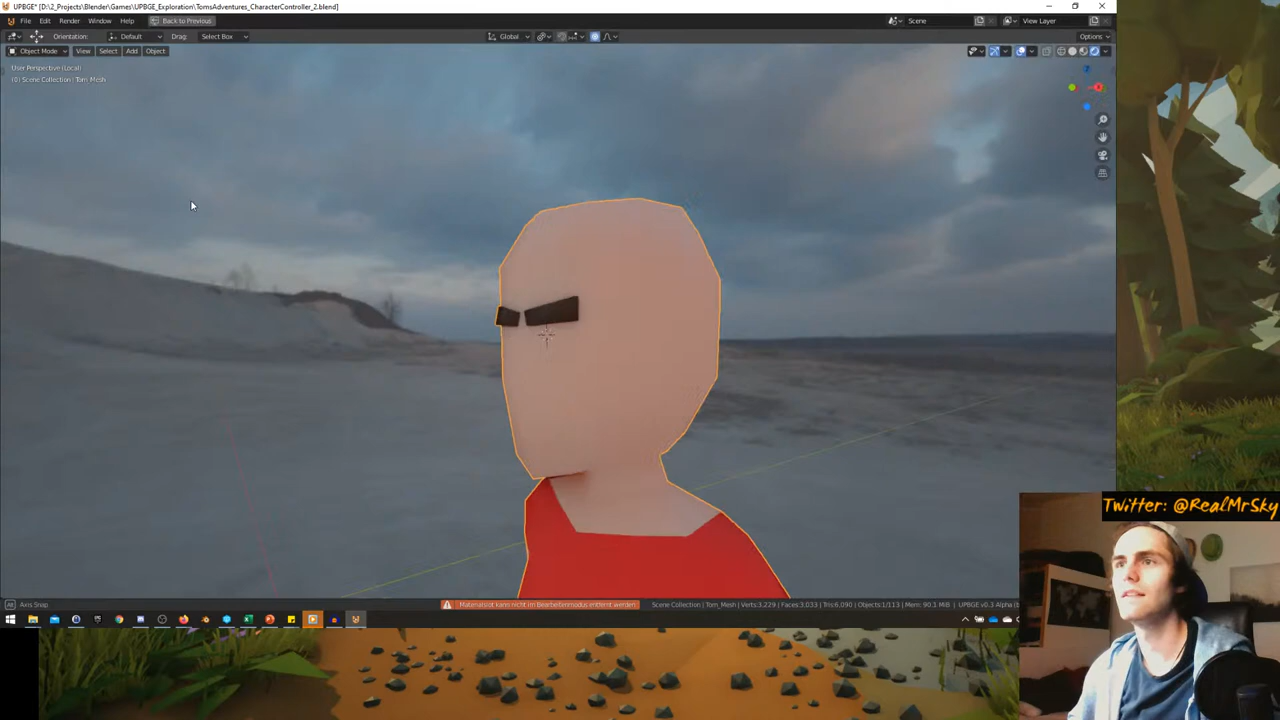 UPBGE* [D:\2_Projects\Blender\Games\UPBGE_Exploration\TomsAdventures_CharacterController_2.blend]
File Edit Render Window Help Back to Previous Scene View Layer
Orientation: Default Drag: Select Box Global Options
Object Mode View Select Add Object
User Perspective (Local)
(0) Scene Collection | Tom_Mesh
Twitter: @RealMrSky
Axis Snap Materialslot kann nicht im Bearbeitenmodus entfernt werden Scene Collection | Tom_Mesh | Verts:3.229 | Faces:3.033 | Tris:6.090 | Objects:1/113 | Mem: 90.1 MiB | UPBGE v0.3 Alpha